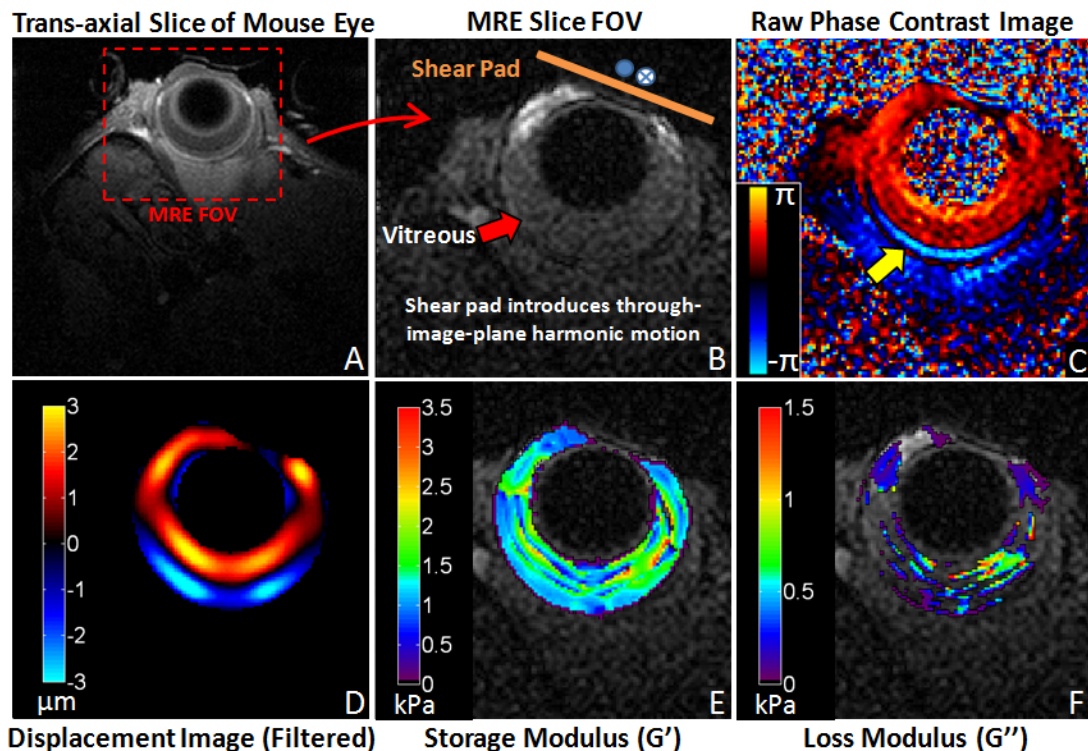 Trans-axial Slice of Mouse Eye
MRE FOV
A
MRE Slice FOV
Shear Pad
Vitreous
Shear pad introduces through-
image-plane harmonic motion
B
Raw Phase Contrast Image
π
-π
C
3
2
1
0
-1
-2
-3
μm
D
Displacement Image (Filtered)
3.5
3
2.5
2
1.5
1
0.5
0
kPa
E
Storage Modulus (G')
1.5
1
0.5
0
kPa
F
Loss Modulus (G'')